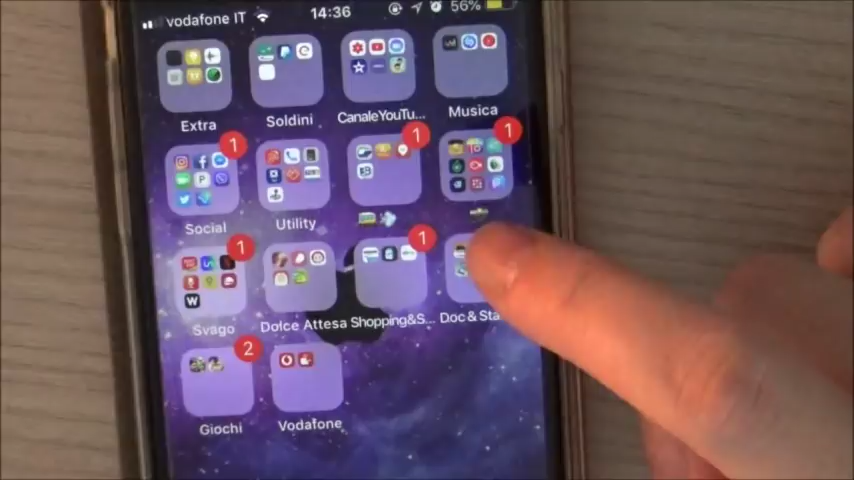 vodafone IT 14:36 56%
Extra Soldini CanaleYouTu... Musica
1 1 1
Social Utility
1 1
Svago Dolce Attesa Shopping&S... Doc & Sta
W
2
Giochi Vodafone